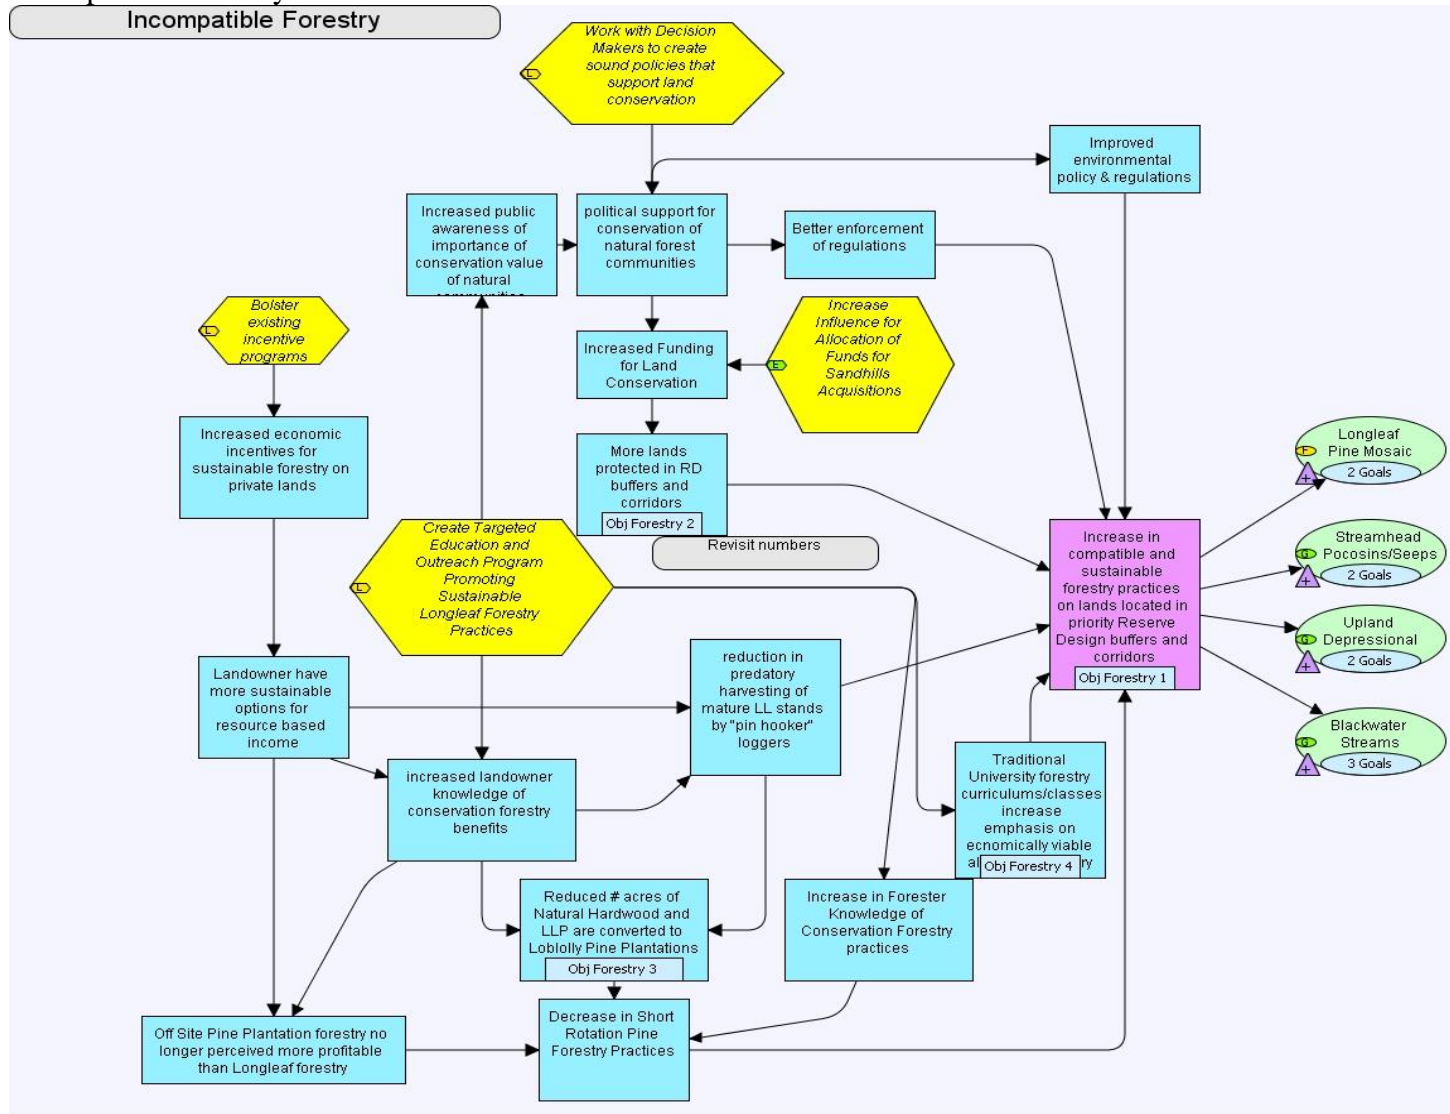 Incompatible Forestry
Work with Decision
Makers to create
sound policies that
support land
conservation
L
Improved
environmental
policy & regulations
Increased public
awareness of
importance of
conservation value
of natural
political support for
conservation of
natural forest
communities
Better enforcement
of regulations
Bolster
existing
incentive
programs
L
Increased Funding
for Land
Conservation
Increase
Influence for
Allocation of
Funds for
Sandhills
Acquisitions
E
Increased economic
incentives for
sustainable forestry on
private lands
More lands
protected in RD
buffers and
corridors
Obj Forestry 2
Revisit numbers
Longleaf
Pine Mosaic
F
+
2 Goals
Streamhead
Pocosins/Seeps
G
+
2 Goals
Upland
Depressional
G
+
2 Goals
Blackwater
Streams
G
+
3 Goals
Create Targeted
Education and
Outreach Program
Promoting
Sustainable
Longleaf Forestry
Practices
L
Increase in
compatible and
sustainable
forestry practices
on lands located in
priority Reserve
Design buffers and
corridors
Obj Forestry 1
Landowner have
more sustainable
options for
resource based
income
reduction in
predatory
harvesting of
mature LL stands
by "pin hooker"
loggers
increased landowner
knowledge of
conservation forestry
benefits
Traditional
University forestry
curriculums/classes
increase
emphasis on
ecnomically viable
Obj Forestry 4
Reduced # acres of
Natural Hardwood and
LLP are converted to
Loblolly Pine Plantations
Obj Forestry 3
Increase in Forester
Knowledge of
Conservation Forestry
practices
Off Site Pine Plantation forestry no
longer perceived more profitable
than Longleaf forestry
Decrease in Short
Rotation Pine
Forestry Practices